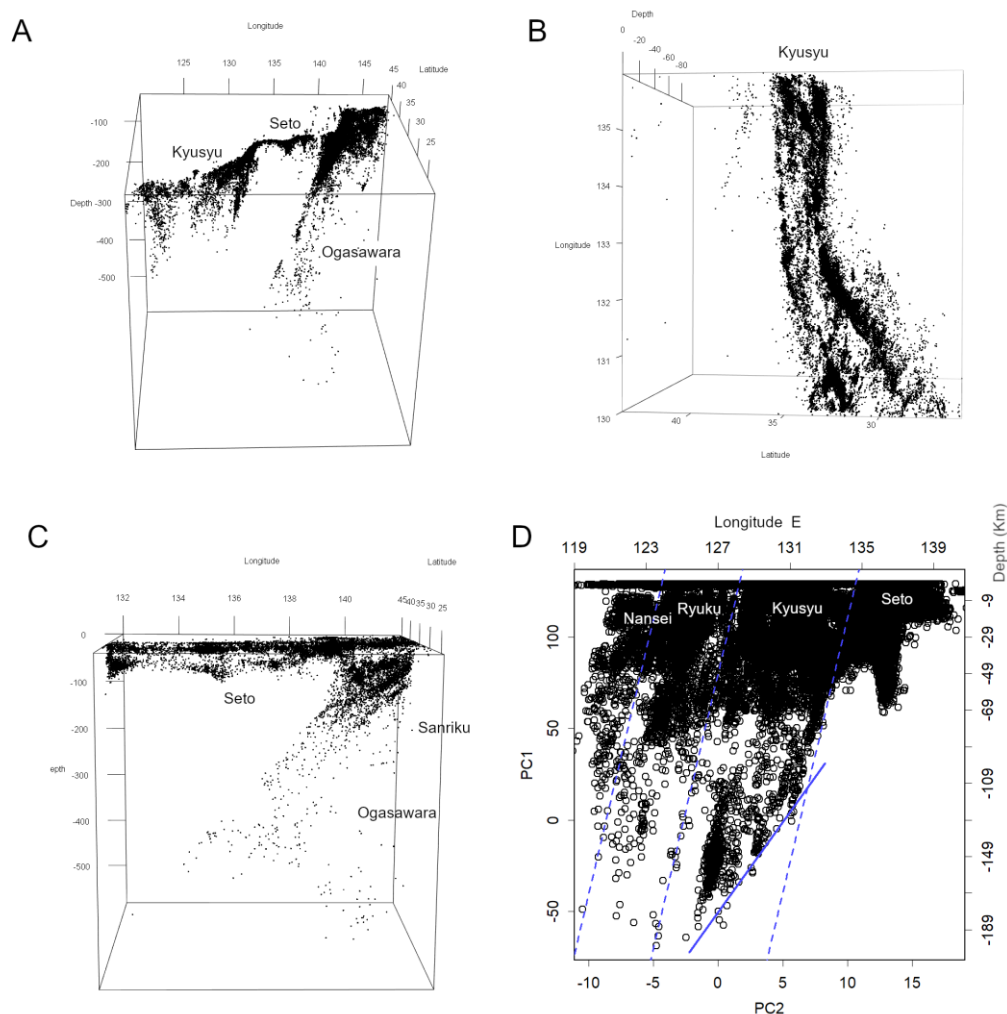 A
Longitude
125 130 135 140 145
45
40
35
30
25
Latitude
-100
-200
Depth -300
-400
-500
Seto
Kyusyu
Ogasawara
B
Depth
0
-20
-40
-60
-80
Kyusyu
135
134
Longitude
133
132
131
130
40 35 30
Latitude
C
Longitude
Latitude
132 134 136 138 140
45 40 35 30 25
0
-100
-200
epth
-300
-400
-500
Seto
Sanriku
Ogasawara
D
Longitude E
119 123 127 131 135 139
Depth (Km)
-9
-29
-49
-69
-109
-149
-189
Nansei
Ryuku
Kyusyu
Seto
PC1
100
50
0
-50
-10 -5 0 5 10 15
PC2